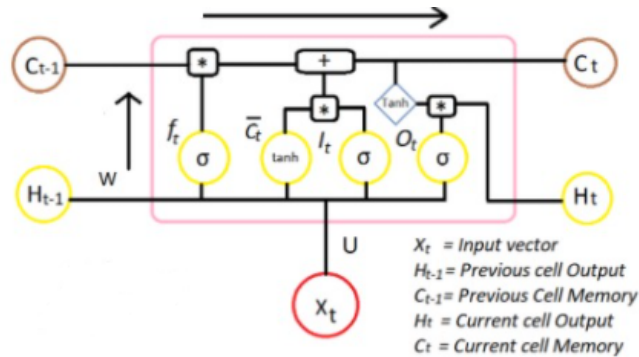 Ct-1 * + Ct
Tanh
* *
ft C̅t It Ot
σ tanh σ σ
W
Ht-1 Ht
U
Xt
Xt = Input vector
Ht-1 = Previous cell Output
Ct-1 = Previous Cell Memory
Ht = Current cell Output
Ct = Current cell Memory